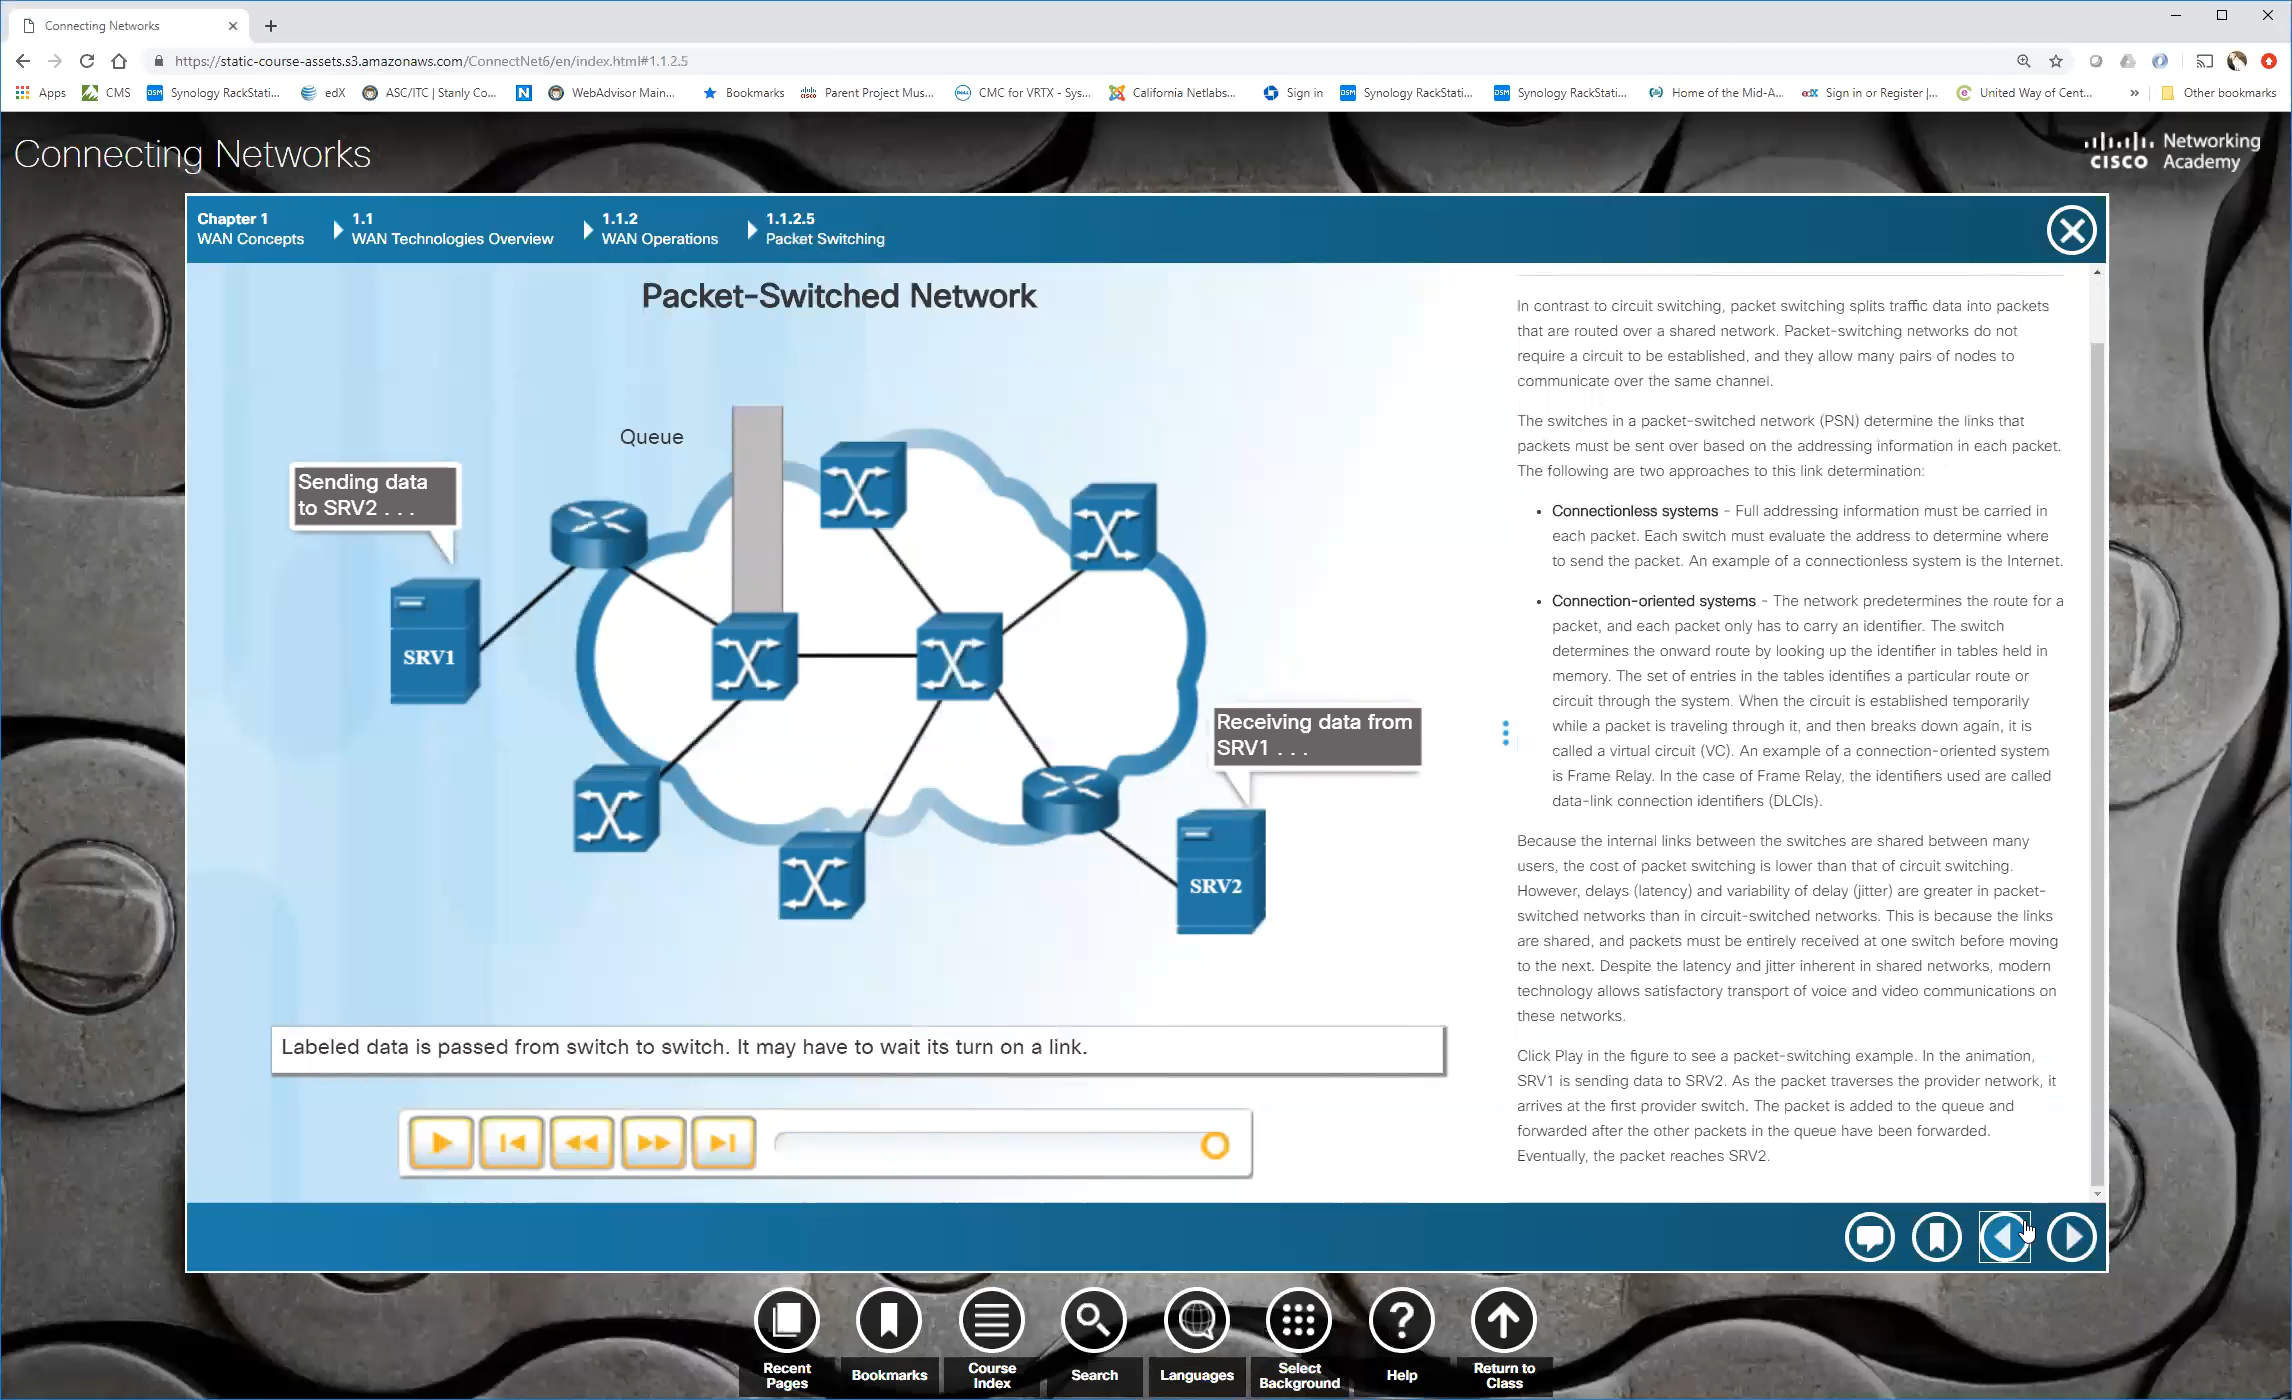 Connecting Networks
https://static-course-assets.s3.amazonaws.com/ConnectNet6/en/index.html#1.1.2.5
Apps
CMS
Synology RackStati...
edX
ASC/ITC | Stanly Co...
N
WebAdvisor Main...
Bookmarks
Parent Project Mus...
CMC for VRTX - Sys...
California Netlabs...
Sign in
Synology RackStati...
Synology RackStati...
Home of the Mid-A...
Sign in or Register |...
United Way of Cent...
»
Other bookmarks
Connecting Networks
CISCO
Networking
Academy
Chapter 1
WAN Concepts
1.1
WAN Technologies Overview
1.1.2
WAN Operations
1.1.2.5
Packet Switching
Packet-Switched Network
Queue
Sending data
to SRV2 . . .
SRV1
Receiving data from
SRV1 . . .
SRV2
Labeled data is passed from switch to switch. It may have to wait its turn on a link.
In contrast to circuit switching, packet switching splits traffic data into packets
that are routed over a shared network. Packet-switching networks do not
require a circuit to be established, and they allow many pairs of nodes to
communicate over the same channel.
The switches in a packet-switched network (PSN) determine the links that
packets must be sent over based on the addressing information in each packet.
The following are two approaches to this link determination:
• Connectionless systems - Full addressing information must be carried in
each packet. Each switch must evaluate the address to determine where
to send the packet. An example of a connectionless system is the Internet.
• Connection-oriented systems - The network predetermines the route for a
packet, and each packet only has to carry an identifier. The switch
determines the onward route by looking up the identifier in tables held in
memory. The set of entries in the tables identifies a particular route or
circuit through the system. When the circuit is established temporarily
while a packet is traveling through it, and then breaks down again, it is
called a virtual circuit (VC). An example of a connection-oriented system
is Frame Relay. In the case of Frame Relay, the identifiers used are called
data-link connection identifiers (DLCIs).
Because the internal links between the switches are shared between many
users, the cost of packet switching is lower than that of circuit switching.
However, delays (latency) and variability of delay (jitter) are greater in packet-
switched networks than in circuit-switched networks. This is because the links
are shared, and packets must be entirely received at one switch before moving
to the next. Despite the latency and jitter inherent in shared networks, modern
technology allows satisfactory transport of voice and video communications on
these networks.
Click Play in the figure to see a packet-switching example. In the animation,
SRV1 is sending data to SRV2. As the packet traverses the provider network, it
arrives at the first provider switch. The packet is added to the queue and
forwarded after the other packets in the queue have been forwarded.
Eventually, the packet reaches SRV2.
Recent
Pages
Bookmarks
Course
Index
Search
Languages
Select
Background
Help
Return to
Class